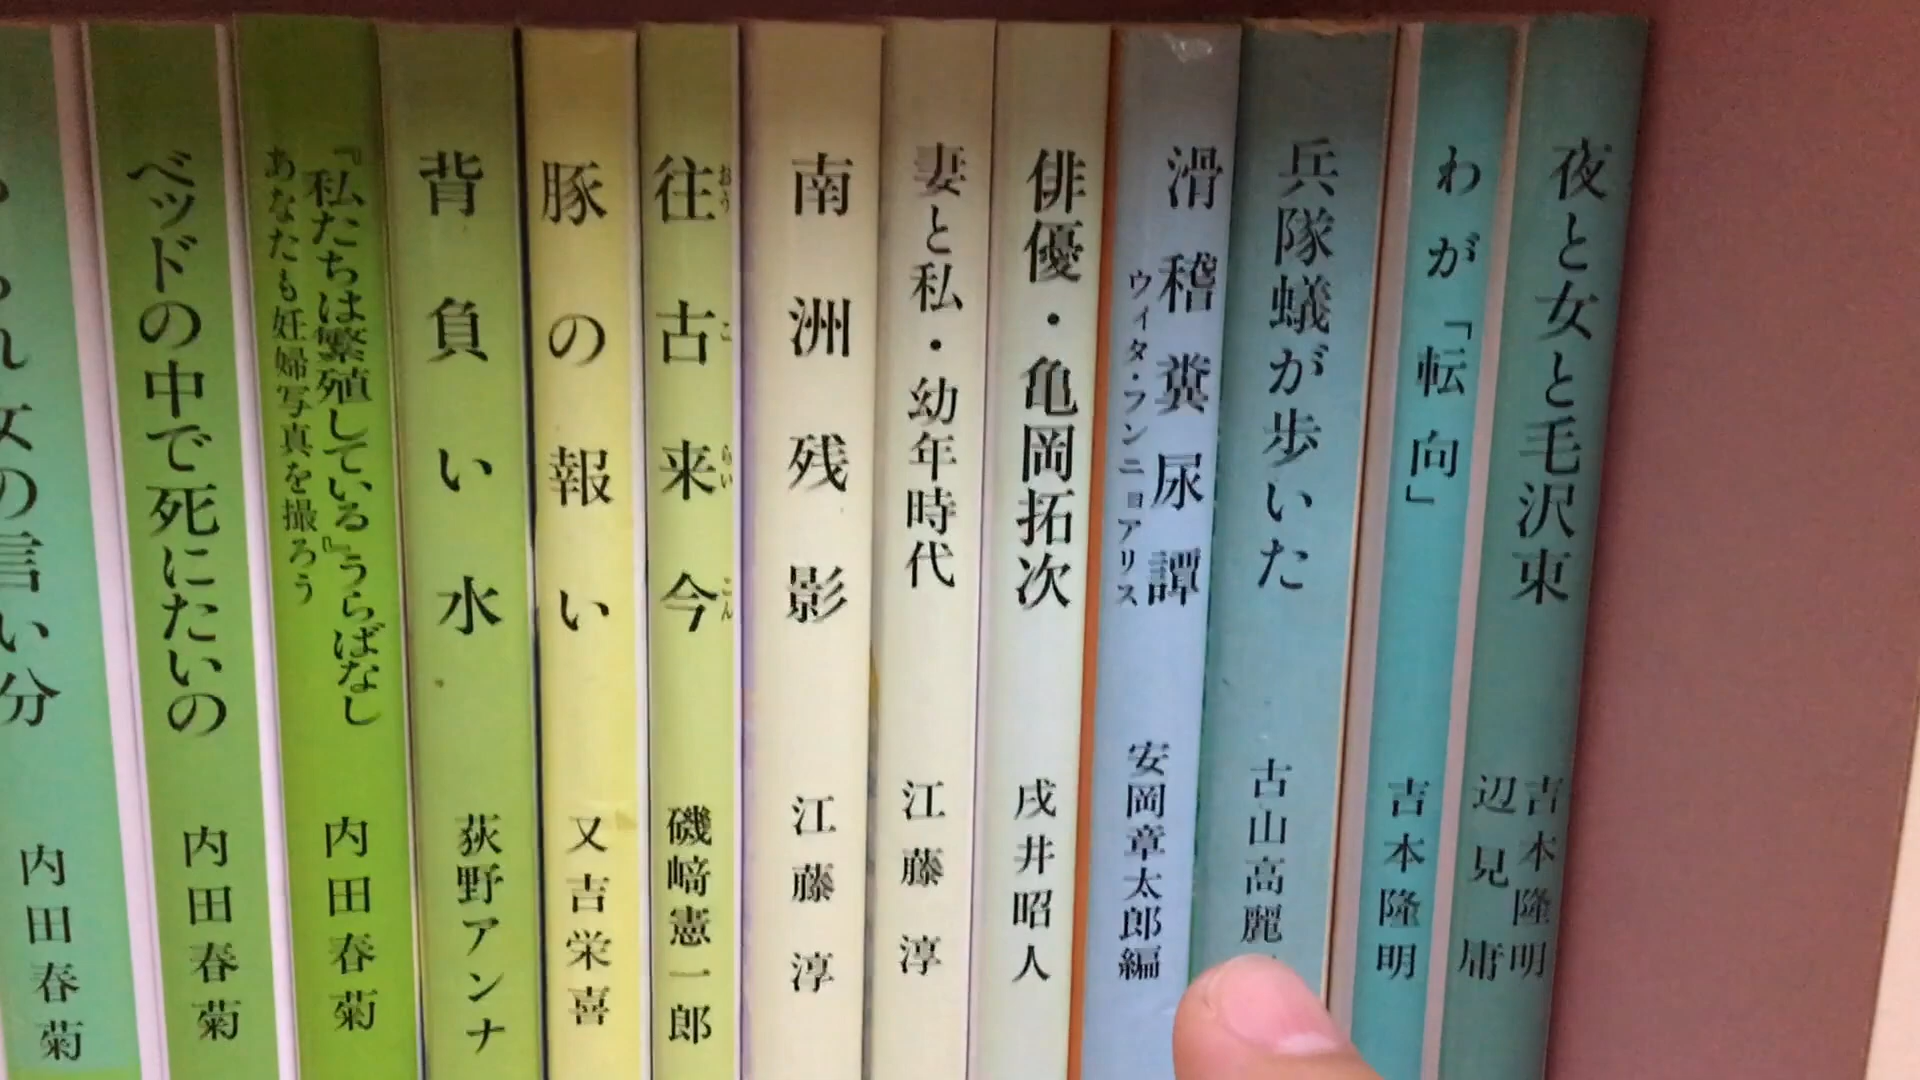 夜と女と毛沢東
吉本隆明
辺見庸
わが「転向」
吉本隆明
兵隊蟻が歩いた
古山高麗
滑稽糞尿譚
ウィタ・フンニョアリス
安岡章太郎編
俳優・亀岡拓次
戌井昭人
妻と私・幼年時代
江藤淳
南洲残影
江藤淳
往古来今
おう こ らい こん
磯﨑憲一郎
豚の報い
又吉栄喜
背負い水
荻野アンナ
『私たちは繁殖している』うらばなし
あなたも妊婦写真を撮ろう
内田春菊
ベッドの中で死にたいの
内田春菊
れ女の言い分
内田春菊